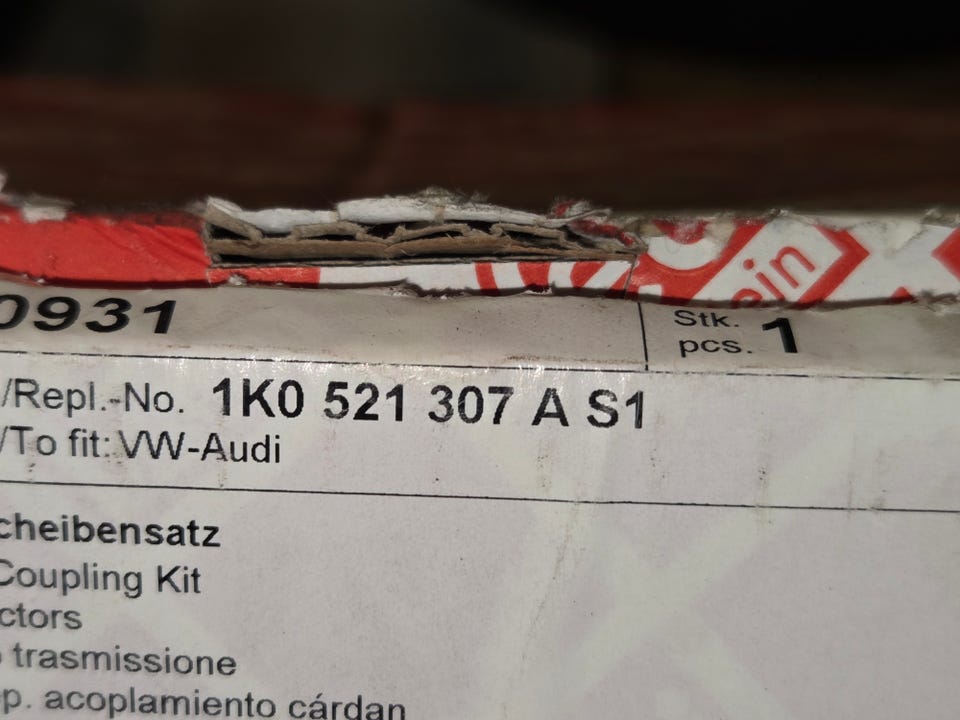 ein
0931
Stk.
pcs. 1
/Repl.-No. 1K0 521 307 A S1
/To fit: VW-Audi
cheibensatz
Coupling Kit
ctors
trasmissione
p. acoplamiento cárdan